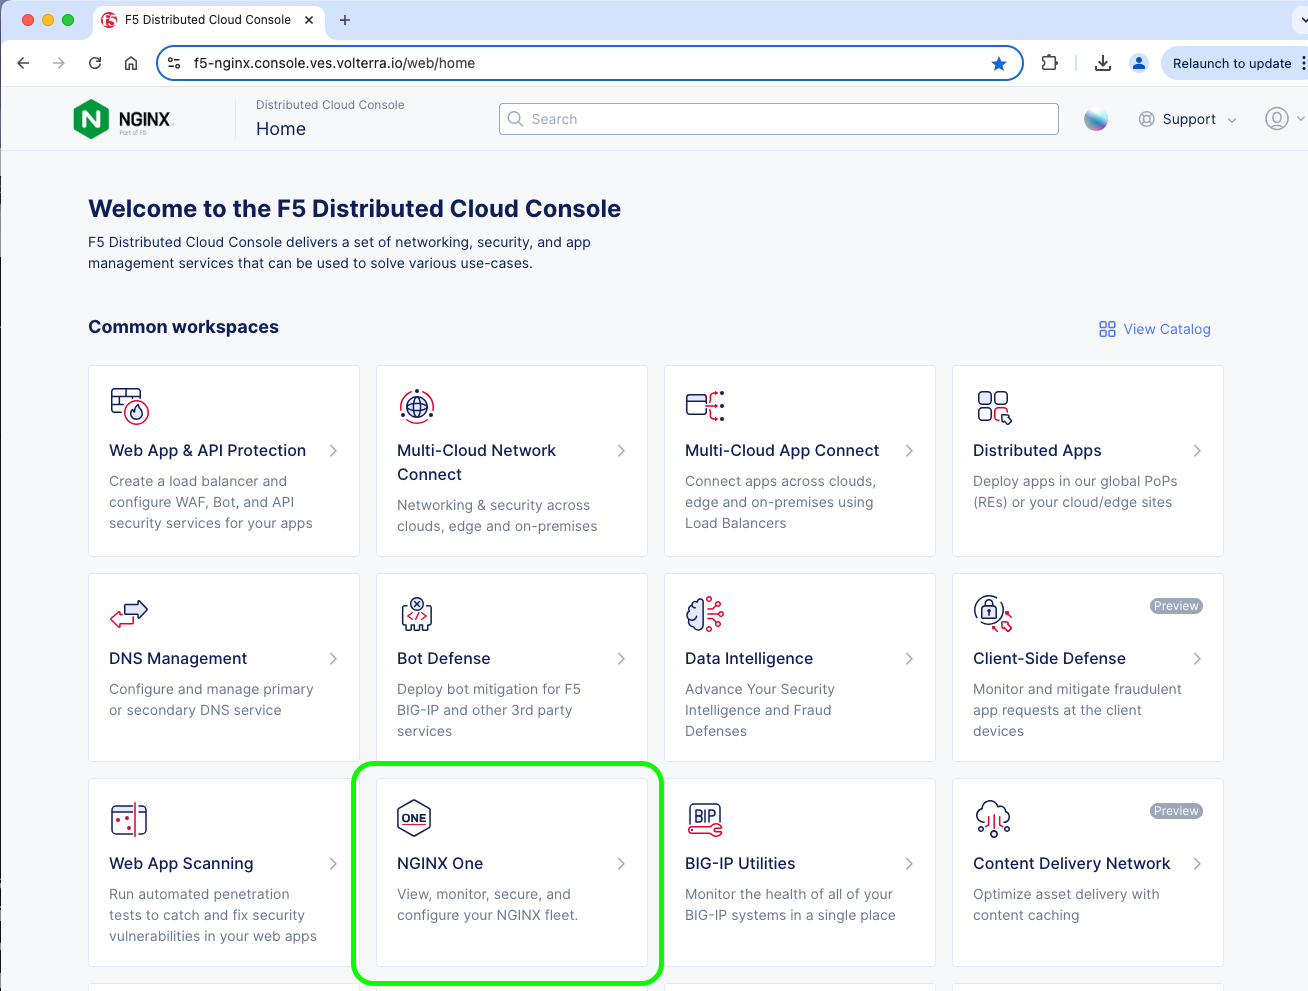 F5 Distributed Cloud Console
f5-nginx.console.ves.volterra.io/web/home
Relaunch to update
NGINX
Part of F5
Distributed Cloud Console
Home
Search
Support
Welcome to the F5 Distributed Cloud Console
F5 Distributed Cloud Console delivers a set of networking, security, and app
management services that can be used to solve various use-cases.
Common workspaces
View Catalog
Web App & API Protection
Create a load balancer and
configure WAF, Bot, and API
security services for your apps
Multi-Cloud Network
Connect
Networking & security across
clouds, edge and on-premises
Multi-Cloud App Connect
Connect apps across clouds,
edge and on-premises using
Load Balancers
Distributed Apps
Deploy apps in our global PoPs
(REs) or your cloud/edge sites
DNS Management
Configure and manage primary
or secondary DNS service
Bot Defense
Deploy bot mitigation for F5
BIG-IP and other 3rd party
services
Data Intelligence
Advance Your Security
Intelligence and Fraud
Defenses
Preview
Client-Side Defense
Monitor and mitigate fraudulent
app requests at the client
devices
Web App Scanning
Run automated penetration
tests to catch and fix security
vulnerabilities in your web apps
ONE
NGINX One
View, monitor, secure, and
configure your NGINX fleet.
BIP
BIG-IP Utilities
Monitor the health of all of your
BIG-IP systems in a single place
Preview
Content Delivery Network
Optimize asset delivery with
content caching